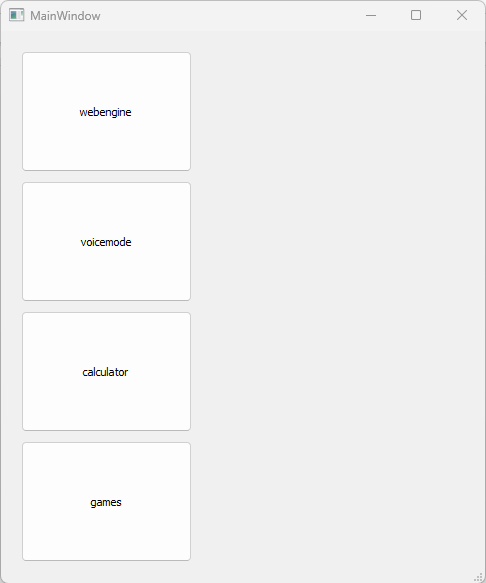 MainWindow
webengine
voicemode
calculator
games